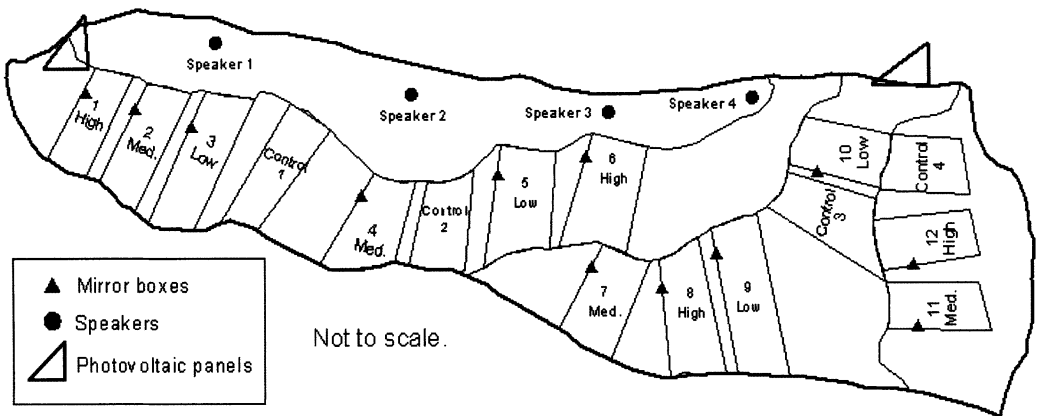 Speaker 1
Speaker 2
Speaker 3
Speaker 4
1
High
2
Med.
3
Low
Control
1
4
Med.
Control
2
5
Low
6
High
7
Med.
8
High
9
Low
10
Low
Control
3
Control
4
12
High
11
Med.
Mirror boxes
Speakers
Photovoltaic panels
Not to scale.